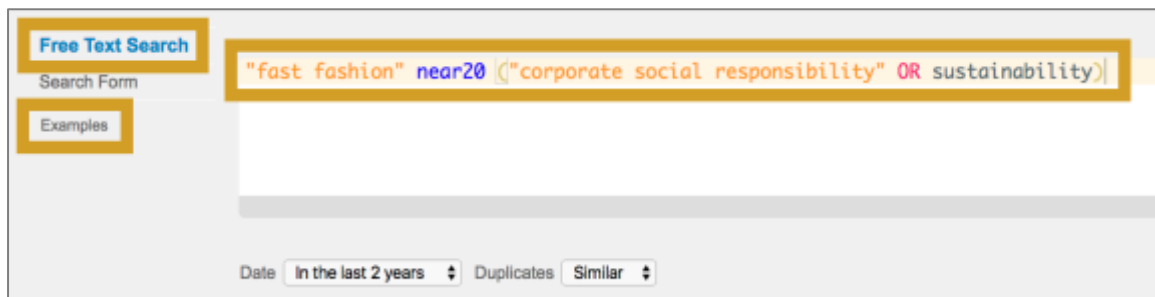 Free Text Search
"fast fashion" near20 ("corporate social responsibility" OR sustainability)
Search Form
Examples
Date In the last 2 years Duplicates Similar